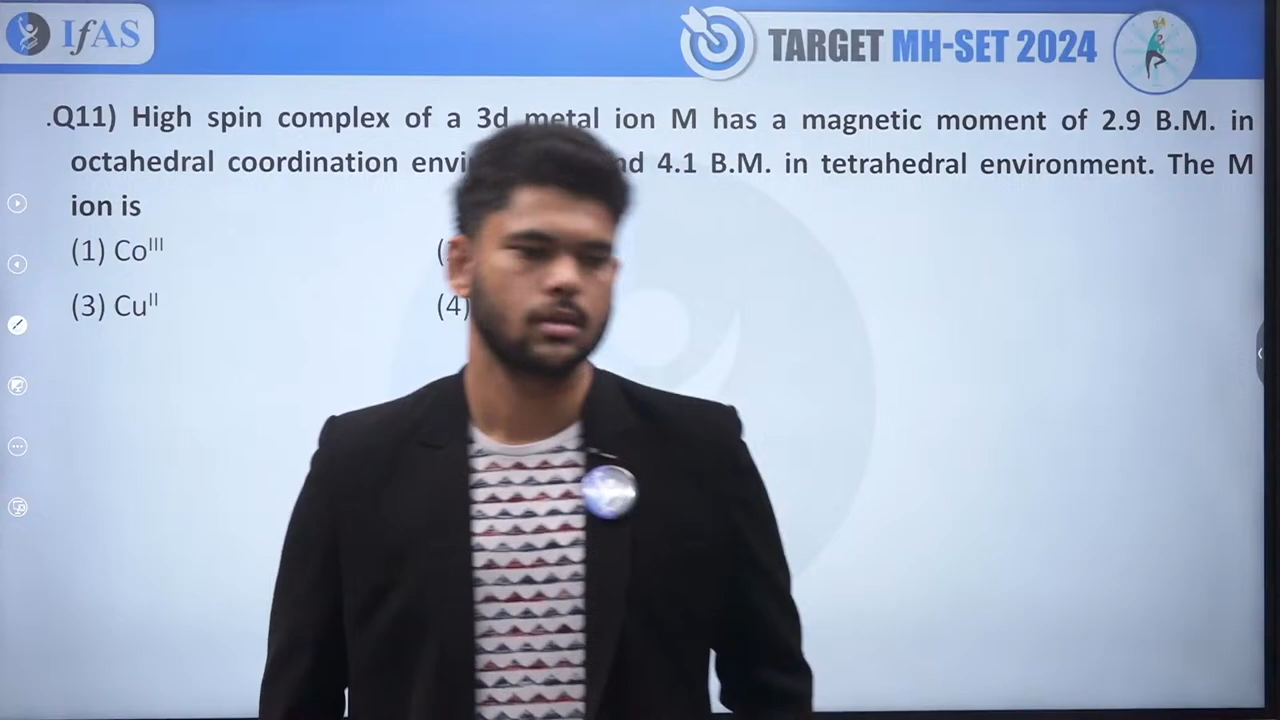 IfAS
TARGET MH-SET 2024
.Q11) High spin complex of a 3d metal ion M has a magnetic moment of 2.9 B.M. in
octahedral coordination 4.1 B.M. in tetrahedral environment. The M
ion is
(1) Coᴵᴵᴵ
(3) Cuᴵᴵ (4)